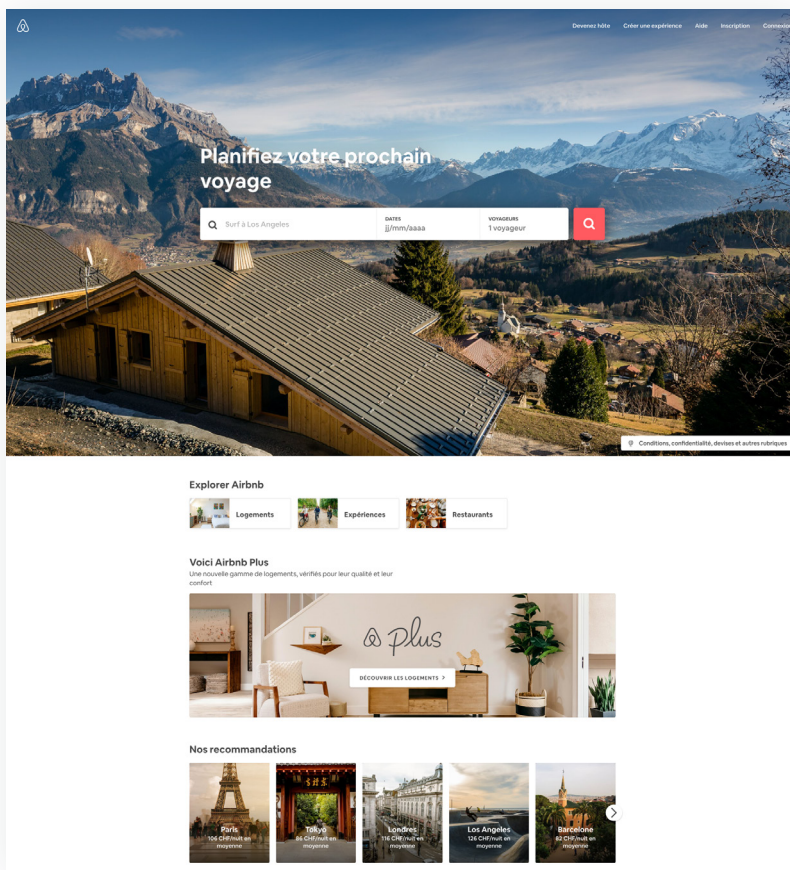 Devenez hôte Créer une expérience Aide Inscription Connexion
Planifiez votre prochain
voyage
Surf à Los Angeles
DATES
jj/mm/aaaa
VOYAGEURS
1 voyageur
Conditions, confidentialité, devises et autres rubriques
Explorer Airbnb
Logements
Expériences
Restaurants
Voici Airbnb Plus
Une nouvelle gamme de logements, vérifiés pour leur qualité et leur
confort
plus
DÉCOUVRIR LES LOGEMENTS >
Nos recommandations
Paris
106 CHF/nuit en
moyenne
Tokyo
86 CHF/nuit en
moyenne
Londres
116 CHF/nuit en
moyenne
Los Angeles
126 CHF/nuit en
moyenne
Barcelone
82 CHF/nuit en
moyenne